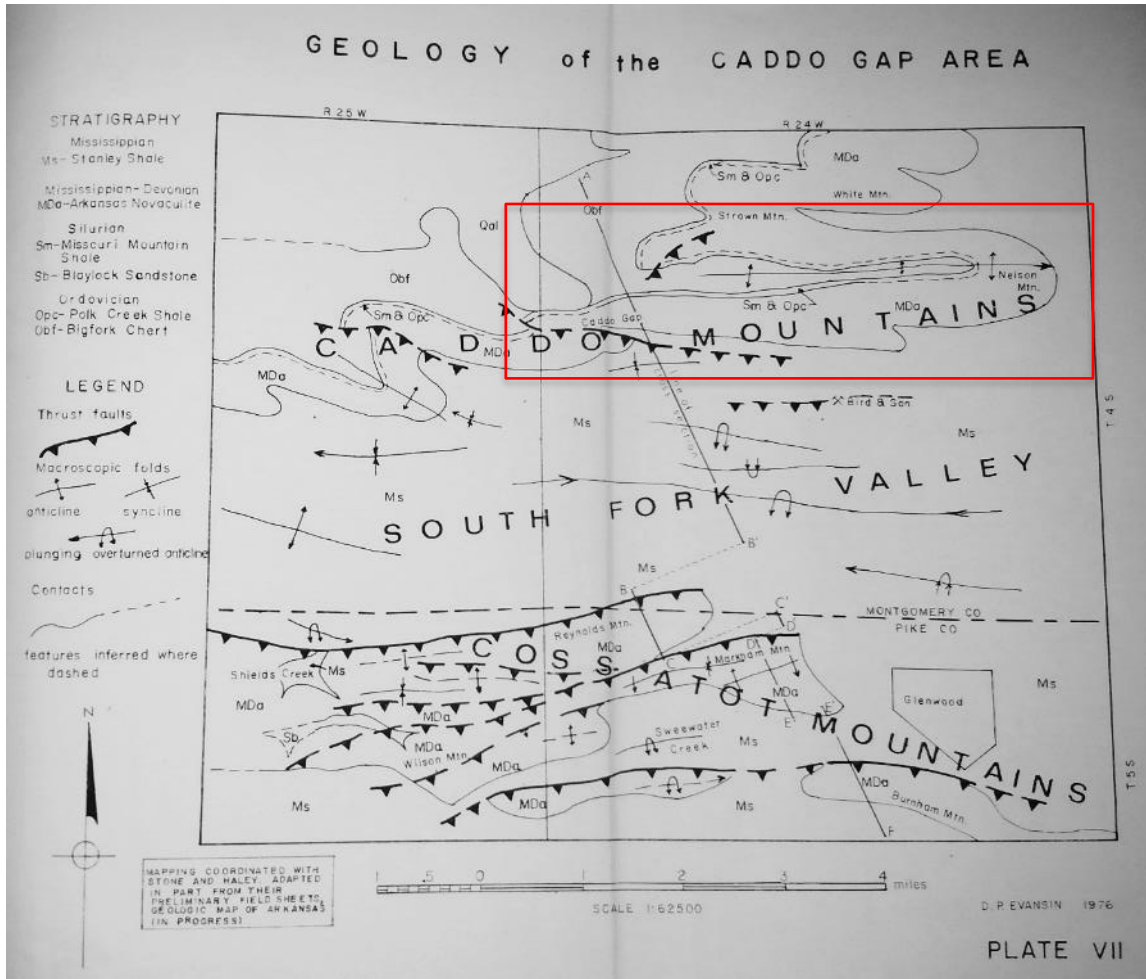 GEOLOGY of the CADDO GAP AREA
STRATIGRAPHY
Mississippian
Ms-Stanley Shale
Mississippian-Devonian
MDa-Arkansas Novaculite
Silurian
Sm-Missouri Mountain
Shale
Sb-Blaylock Sandstone
Ordovician
Opc-Polk Creek Shale
Obf-Bigfork Chert
LEGEND
Thrust faults
Macroscopic folds
anticline
syncline
plunging overturned anticline
Contacts
features inferred where
dashed
N
R 25 W
R 24 W
A
Obf
Qal
Sm & Opc
MDa
White Mtn.
Strawn Mtn.
Nelson
Mtn.
Obf
Sm & Opc
Sm & Opc
MDa
Caddo Gap
CADDO MOUNTAINS
MDa
MDa
line of
cross section
Bird & Son
T 4 S
Ms
Ms
Ms
SOUTH FORK VALLEY
B'
Ms
B
C'
MONTGOMERY CO
PIKE CO
D
D'
Reynolds Mtn.
MDa
COSSATOT MOUNTAINS
C
Markham Mtn
Shields Creek
Ms
MDa
MDa
MDa
E
E'
Glenwood
Ms
Sb
MDa
Wilson Mtn.
MDa
Sweewater
Creek
Ms
Ms
MDa
Ms
MDa
Burnham Mtn.
F
T 5 S
MAPPING COORDINATED WITH
STONE AND HALEY. ADAPTED
IN PART FROM THEIR
PRELIMINARY FIELD SHEETS,
GEOLOGIC MAP OF ARKANSAS
(IN PROGRESS)
1 .5 0 1 2 3 4 miles
SCALE 1:62500
D. P. EVANSIN 1976
PLATE VII